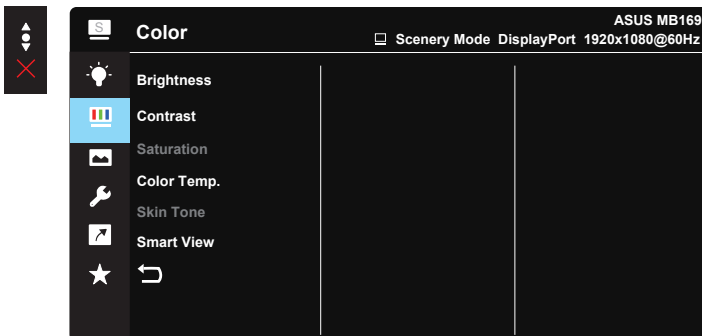 S
Color
ASUS MB169
Scenery Mode DisplayPort 1920x1080@60Hz
Brightness
Contrast
Saturation
Color Temp.
Skin Tone
Smart View